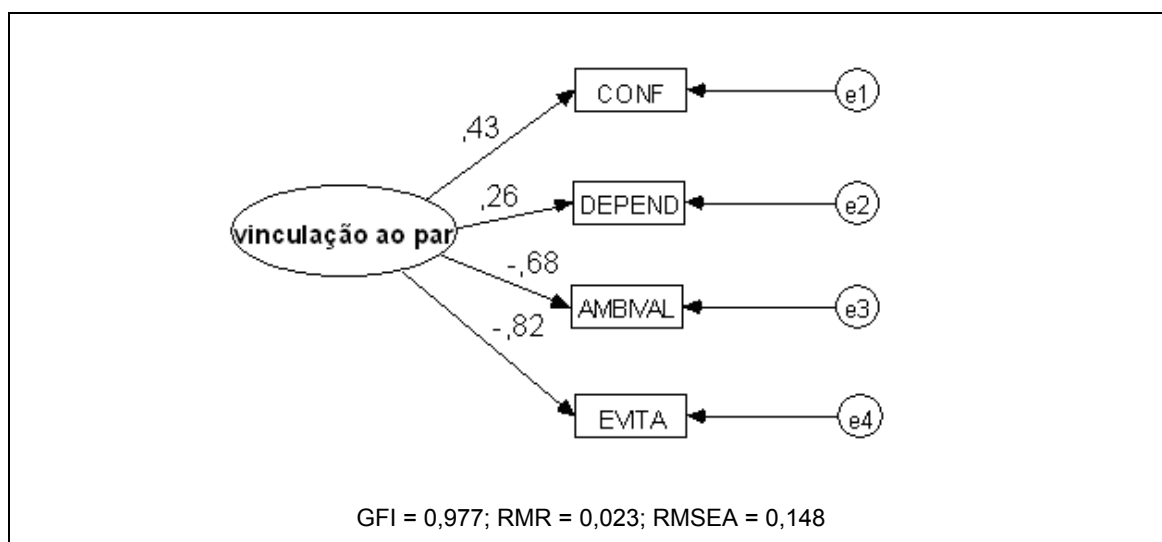 CONF
e1
,43
,26
DEPEND
e2
vinculação ao par
-,68
AMBIVAL
e3
-,82
EVITA
e4
GFI = 0,977; RMR = 0,023; RMSEA = 0,148